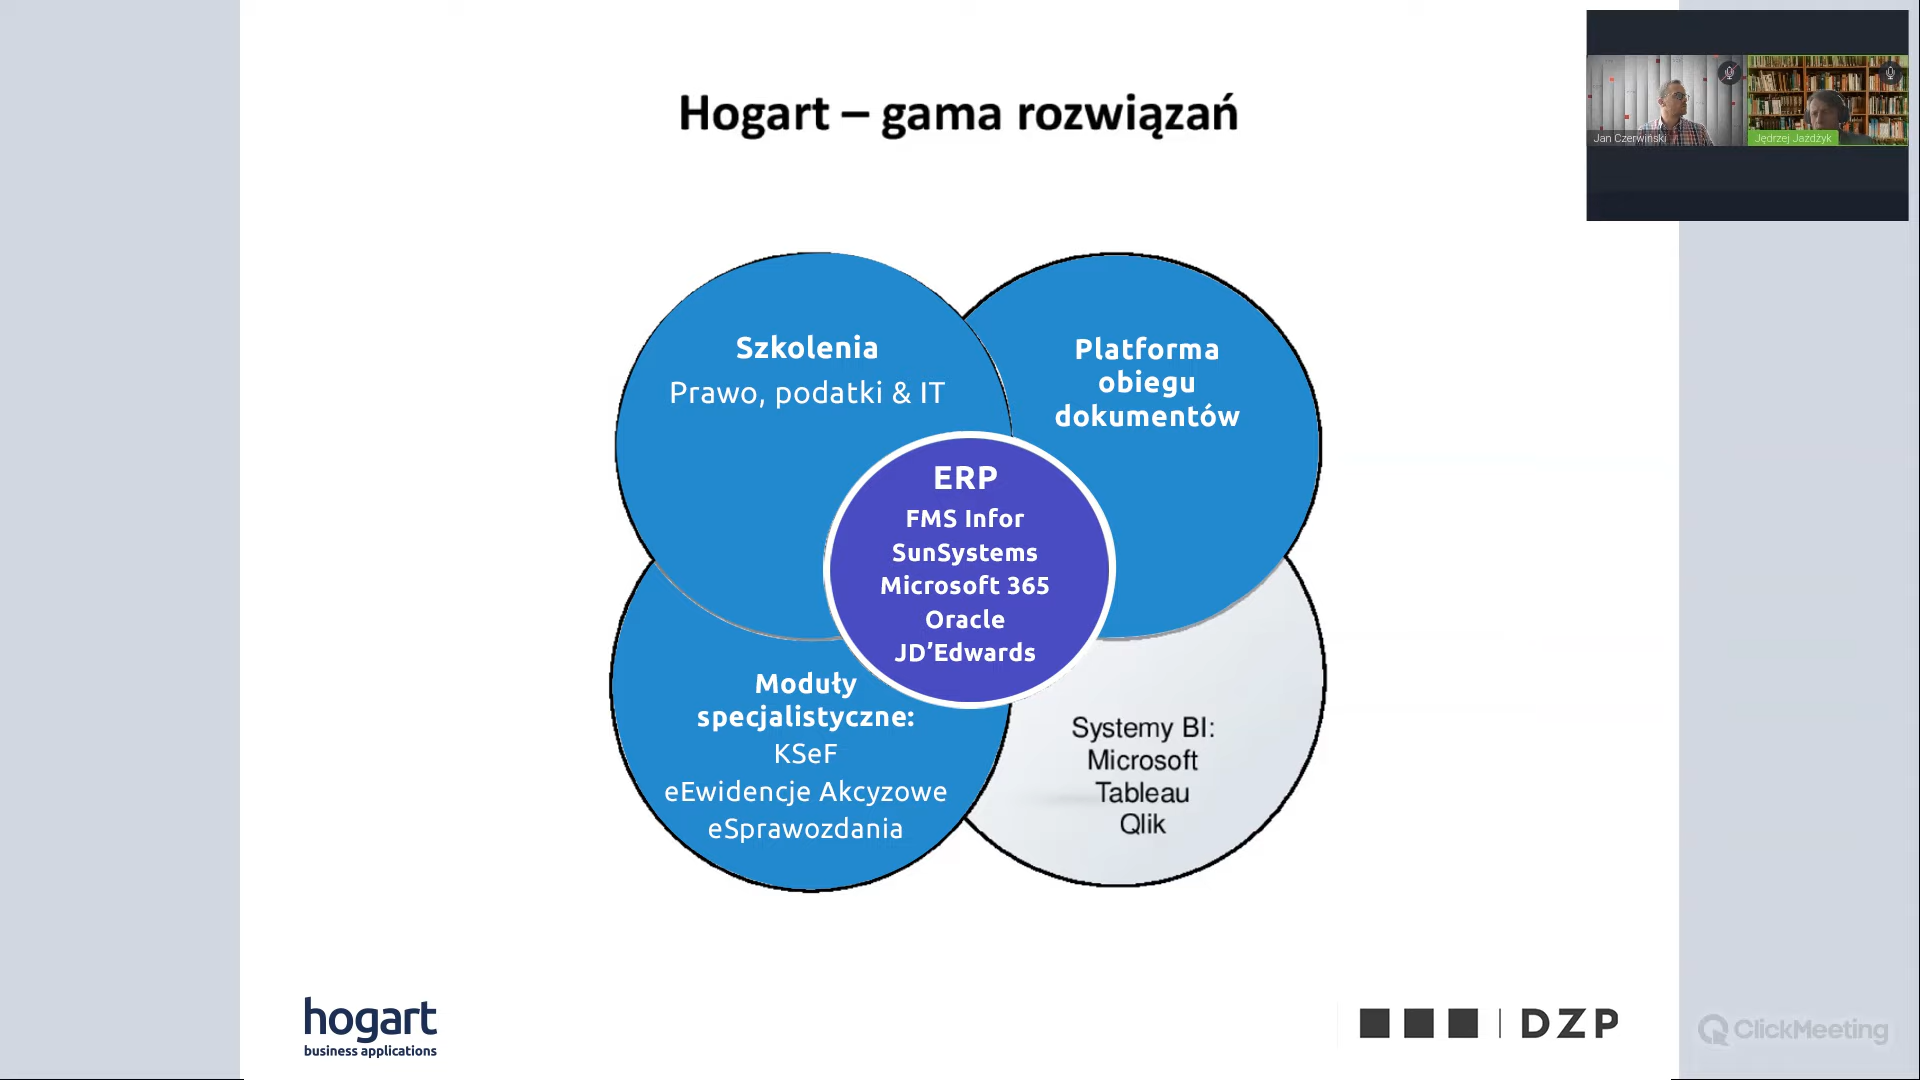 Hogart – gama rozwiązań
Jan Czerwiński
Jędrzej Jażdżyk
Szkolenia
Prawo, podatki & IT
Platforma
obiegu
dokumentów
ERP
FMS Infor
SunSystems
Microsoft 365
Oracle
JD’Edwards
Moduły
specjalistyczne:
KSeF
eEwidencje Akcyzowe
eSprawozdania
Systemy BI:
Microsoft
Tableau
Qlik
hogart
business applications
DZP
ClickMeeting